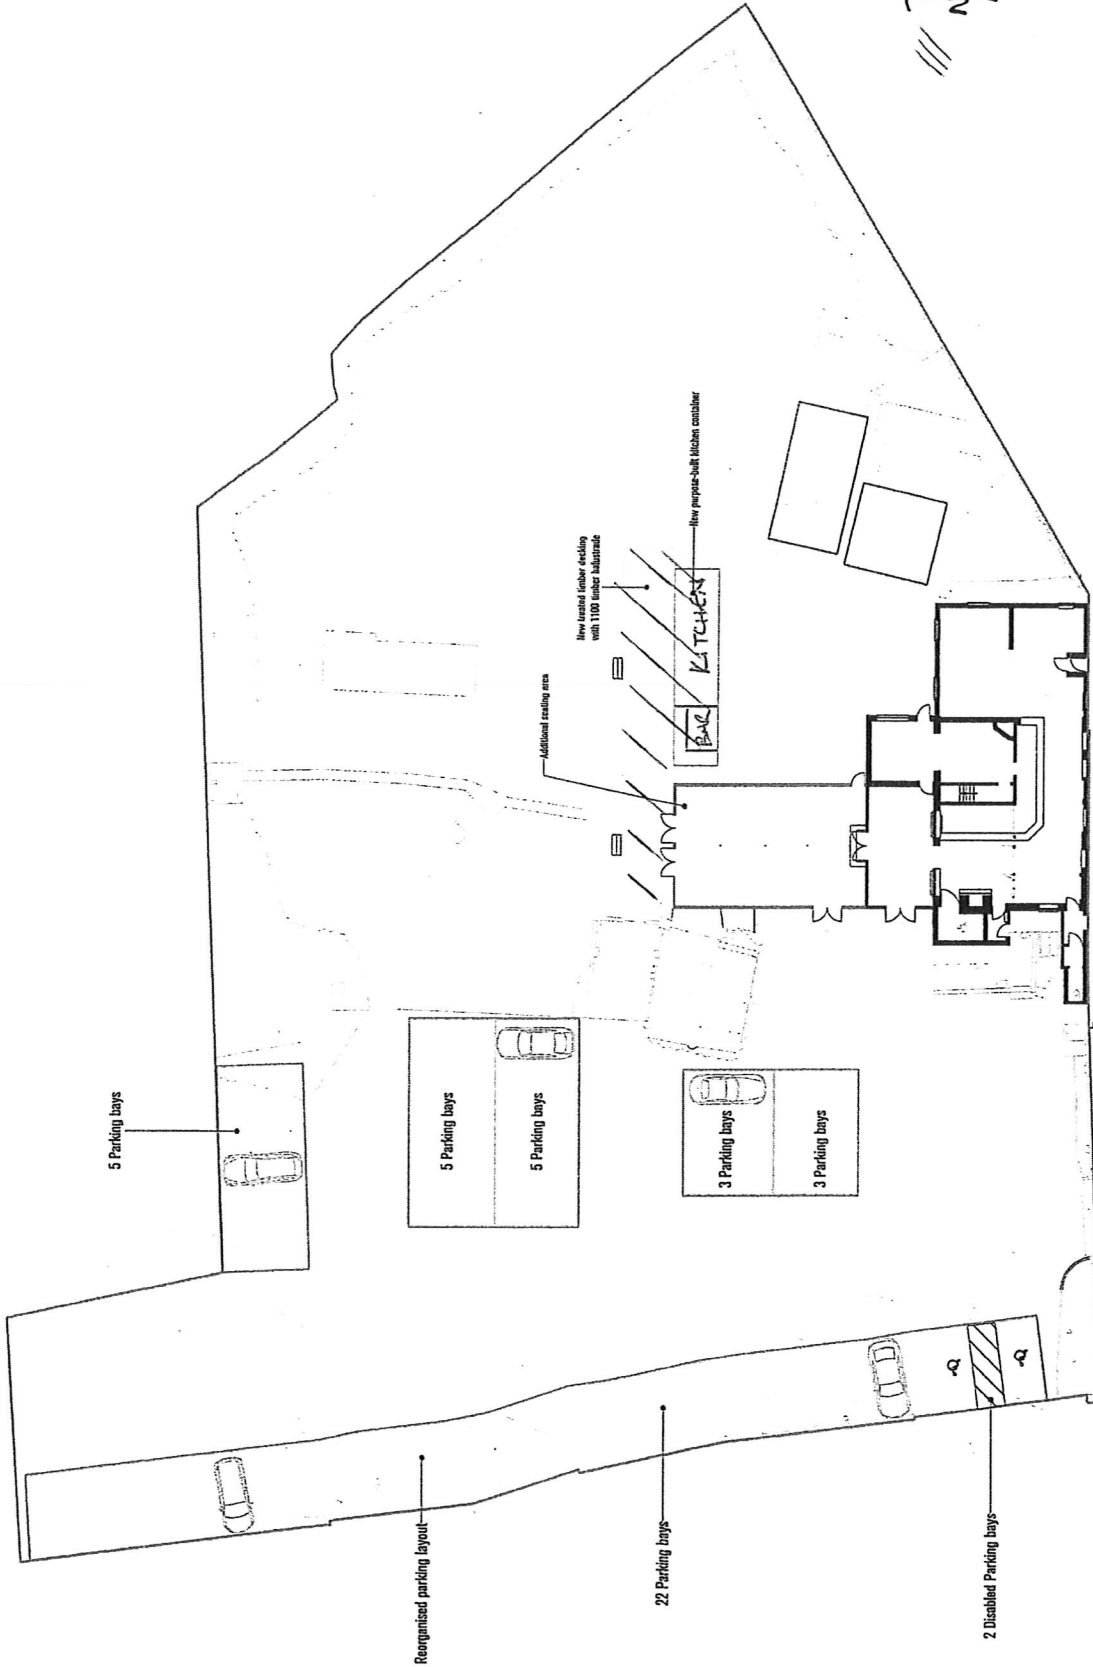 5 Parking bays
5 Parking bays
5 Parking bays
3 Parking bays
3 Parking bays
Reorganised parking layout
22 Parking bays
2 Disabled Parking bays
Additional seating area
New treated timber decking
with 1100 timber balustrade
New purpose-built kitchen container
BAR
KITCHEN